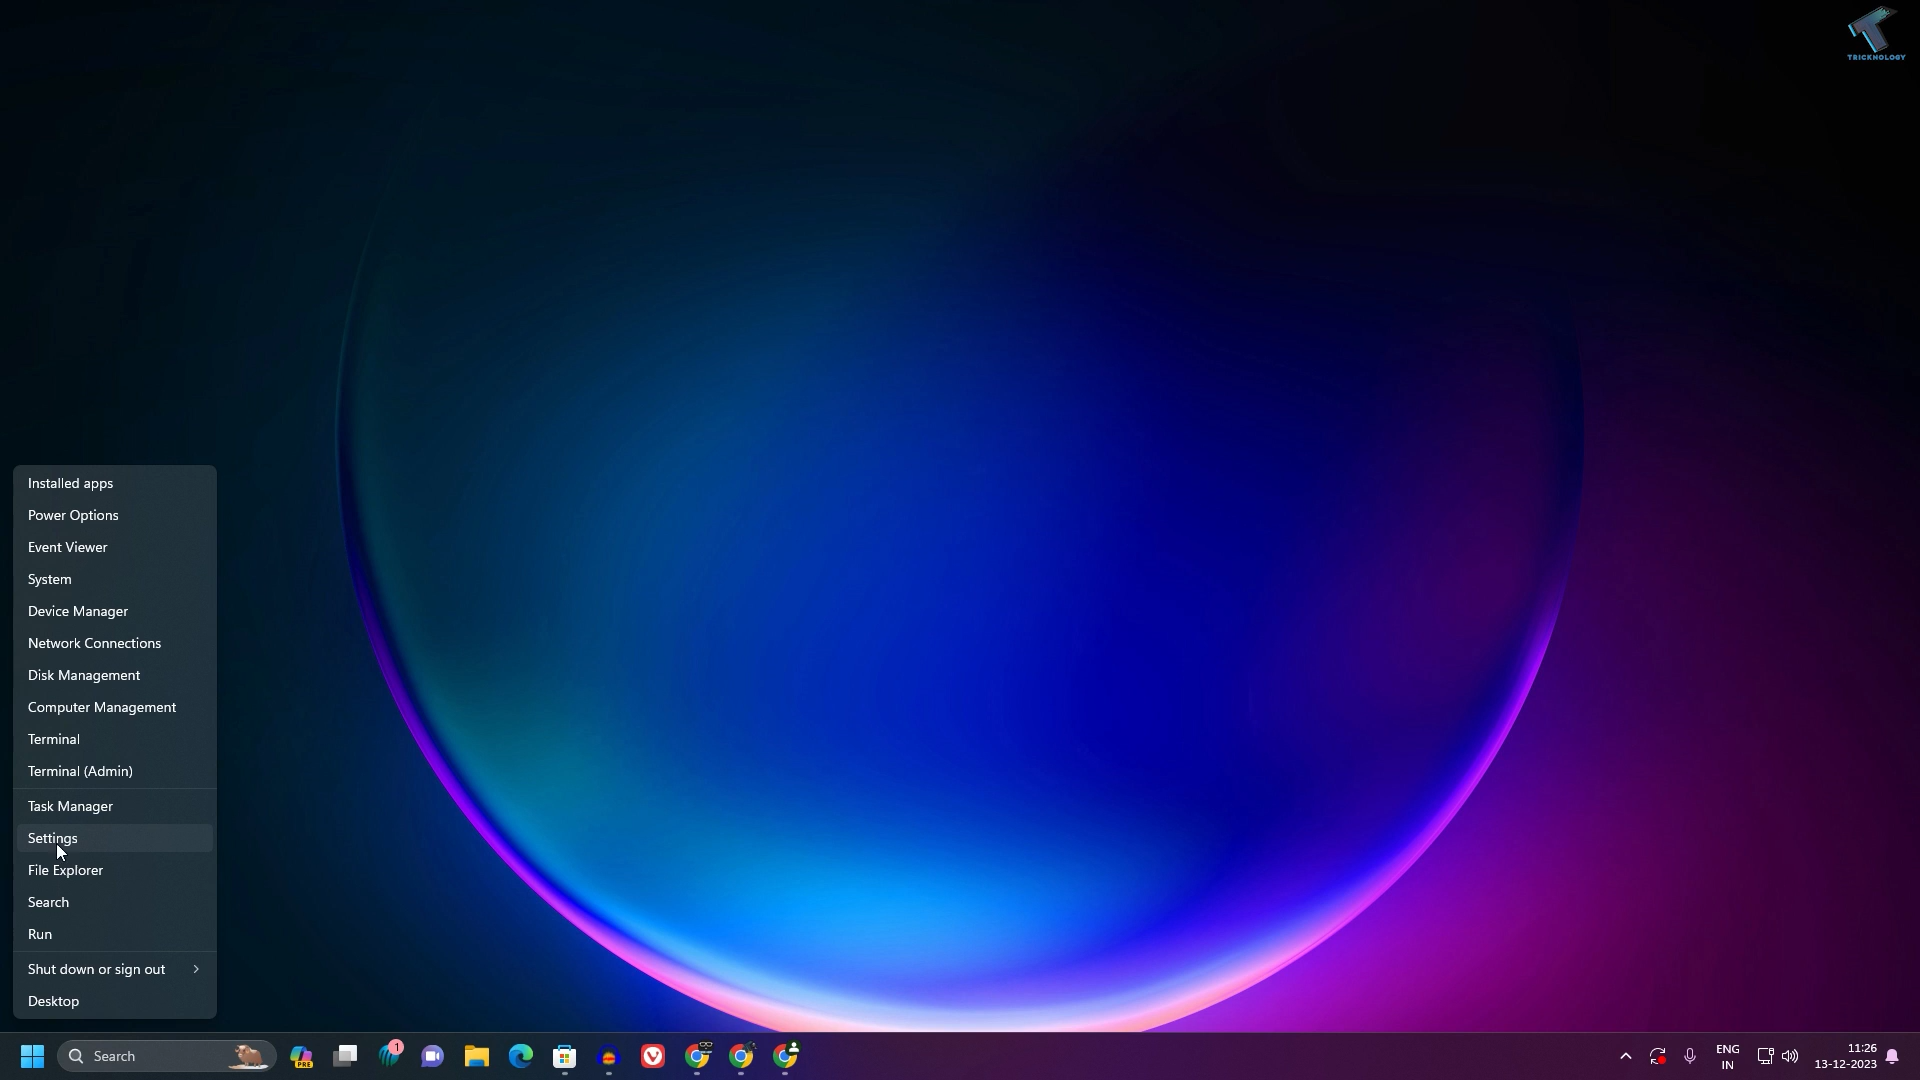 TRICKNOLOGY
Installed apps
Power Options
Event Viewer
System
Device Manager
Network Connections
Disk Management
Computer Management
Terminal
Terminal (Admin)
Task Manager
Settings
File Explorer
Search
Run
Shut down or sign out
Desktop
Search
PRE
1
ENG
IN
11:26
13-12-2023